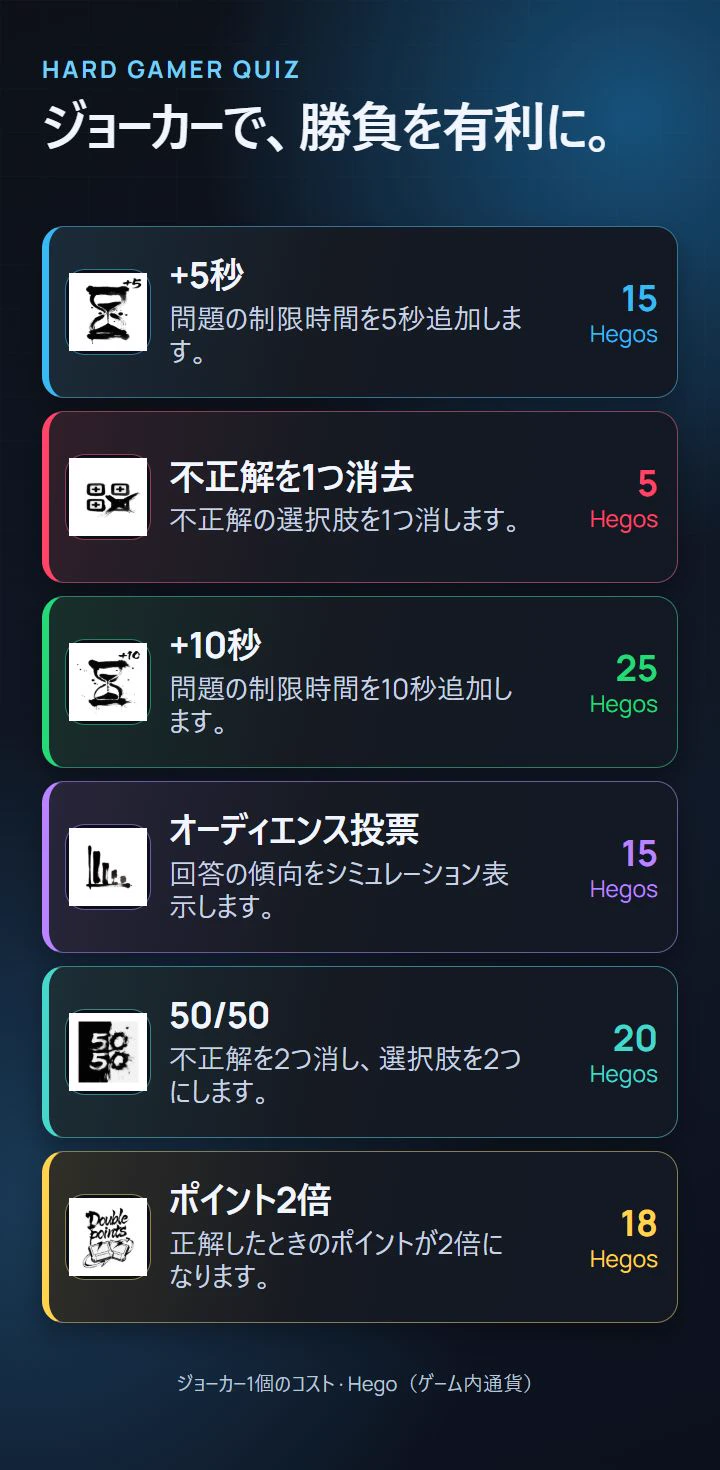 HARD GAMER QUIZ
ジョーカーで、勝負を有利に。
+5
+5秒
問題の制限時間を5秒追加しま
す。
15
Hegos
不正解を1つ消去
不正解の選択肢を1つ消します。
5
Hegos
+10
+10秒
問題の制限時間を10秒追加し
ます。
25
Hegos
オーディエンス投票
回答の傾向をシミュレーション表
示します。
15
Hegos
50
50
50/50
不正解を2つ消し、選択肢を2つ
にします。
20
Hegos
Double
points
ポイント2倍
正解したときのポイントが2倍に
なります。
18
Hegos
ジョーカー1個のコスト · Hego（ゲーム内通貨）